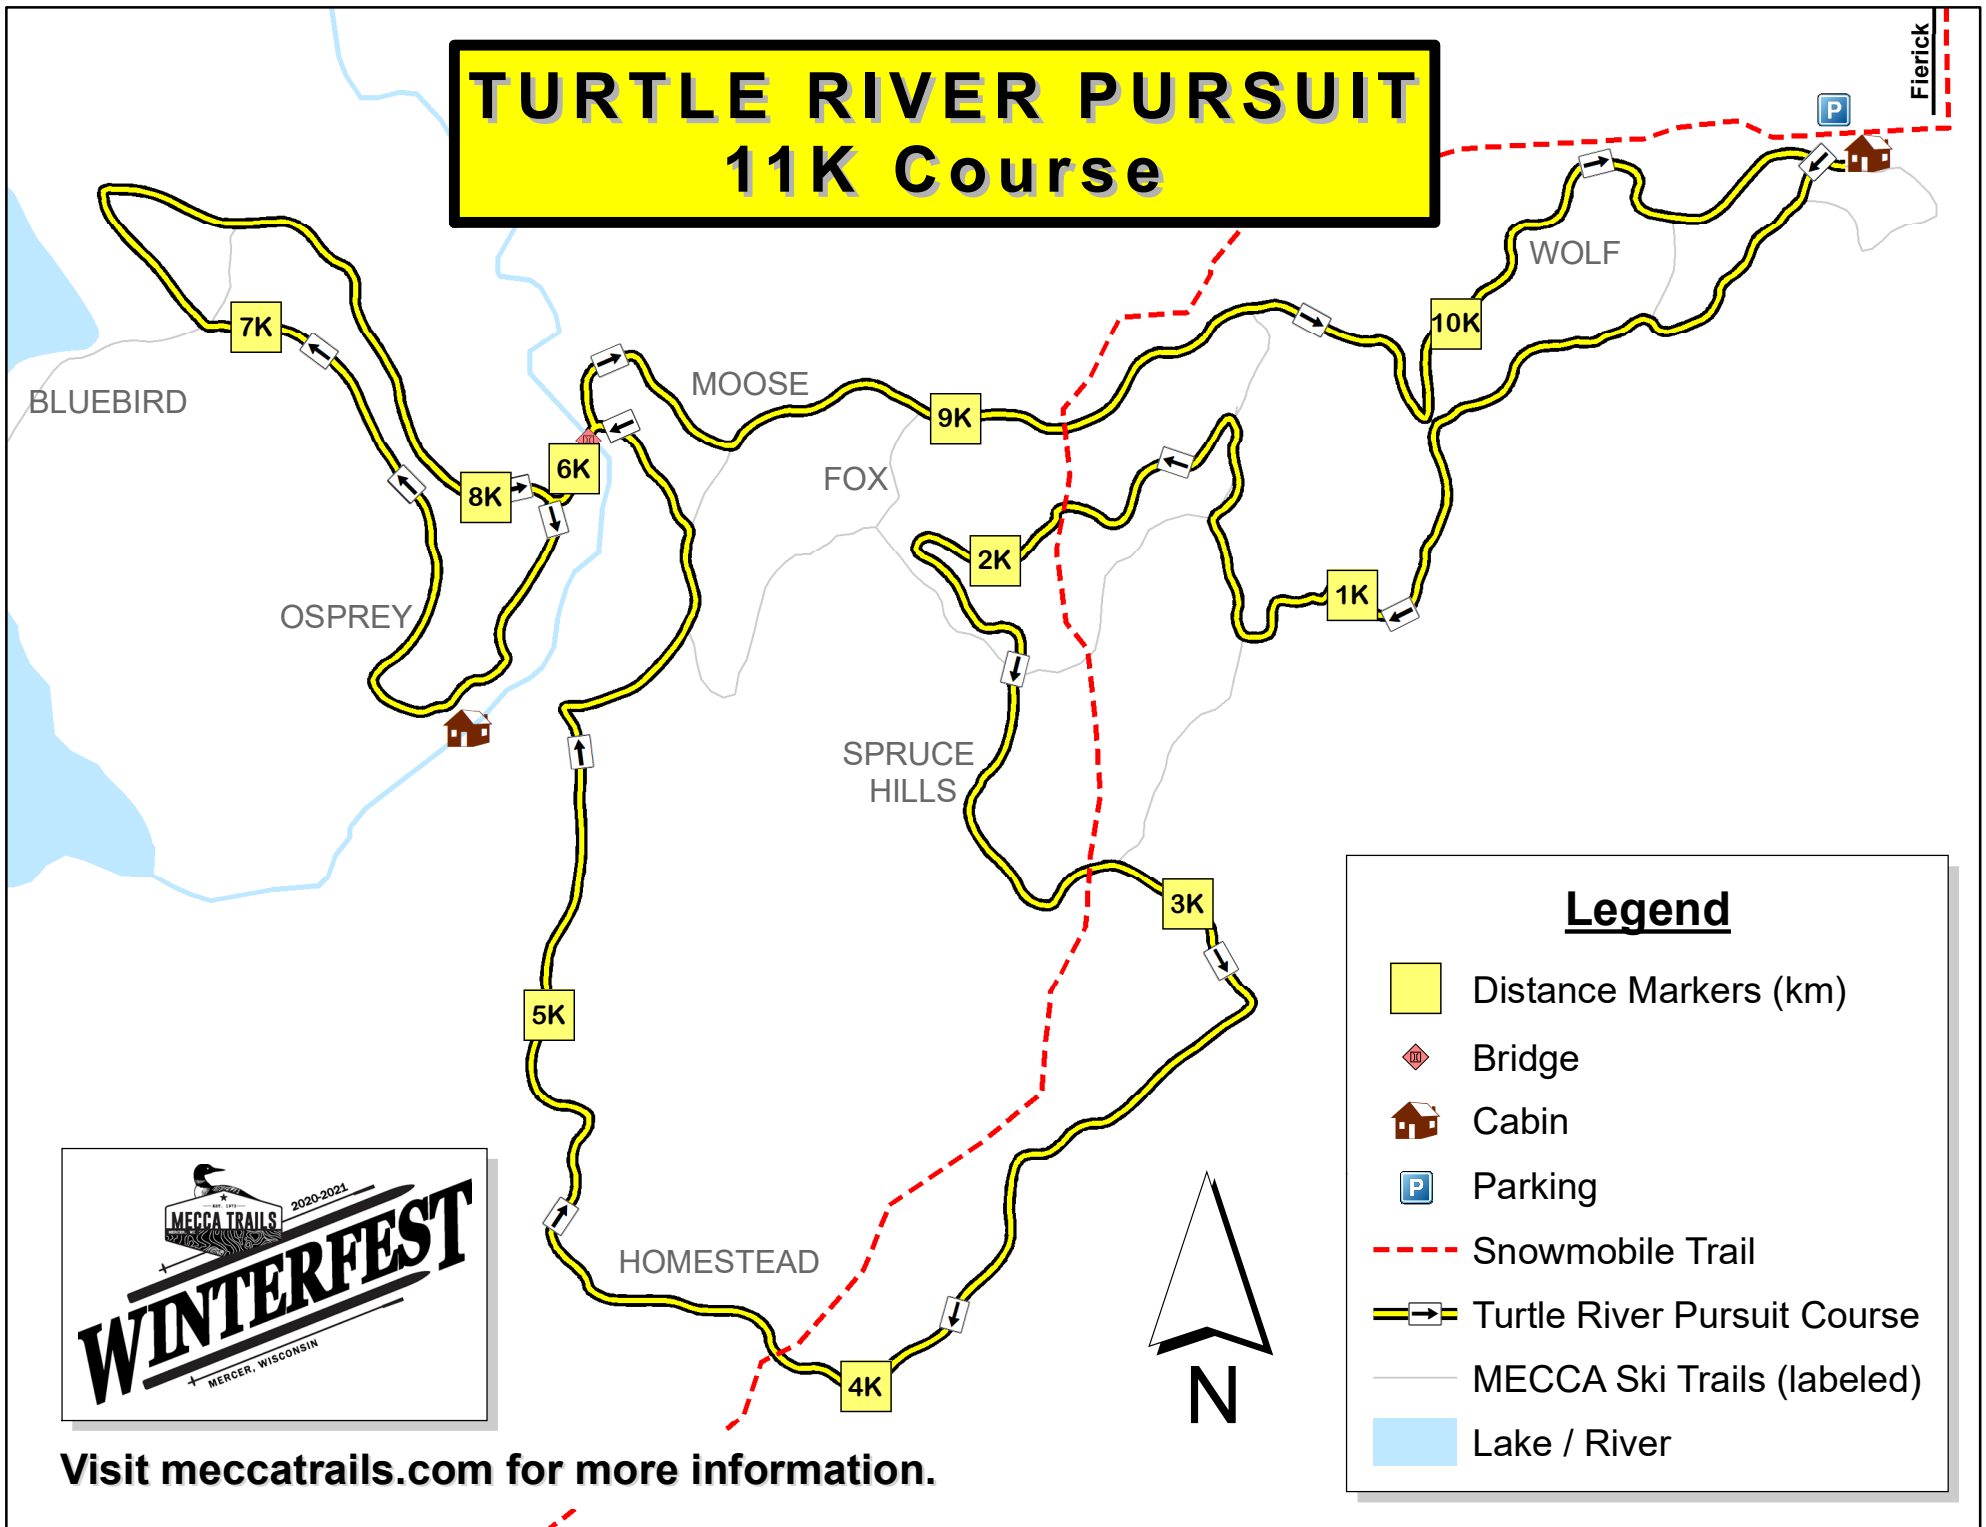 TURTLE RIVER PURSUIT
11K Course
Fierick
P
WOLF
10K
7K
MOOSE
BLUEBIRD
9K
6K
FOX
8K
2K
1K
OSPREY
SPRUCE
HILLS
3K
5K
HOMESTEAD
4K
N
Legend
Distance Markers (km)
Bridge
Cabin
P
Parking
Snowmobile Trail
Turtle River Pursuit Course
MECCA Ski Trails (labeled)
Lake / River
EST. 1973
MECCA TRAILS
2020-2021
WINTERFEST
MERCER, WISCONSIN
Visit meccatrails.com for more information.